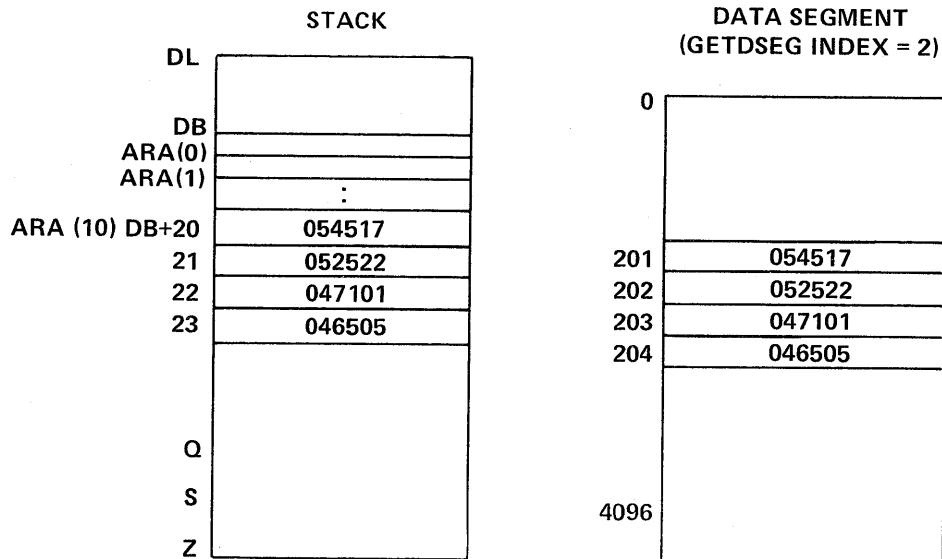 STACK
DL
DB
ARA(0)
ARA(1)
:
ARA (10) DB+20 054517
21 052522
22 047101
23 046505
Q
S
Z
DATA SEGMENT
(GETDSEG INDEX = 2)
0
201 054517
202 052522
203 047101
204 046505
4096